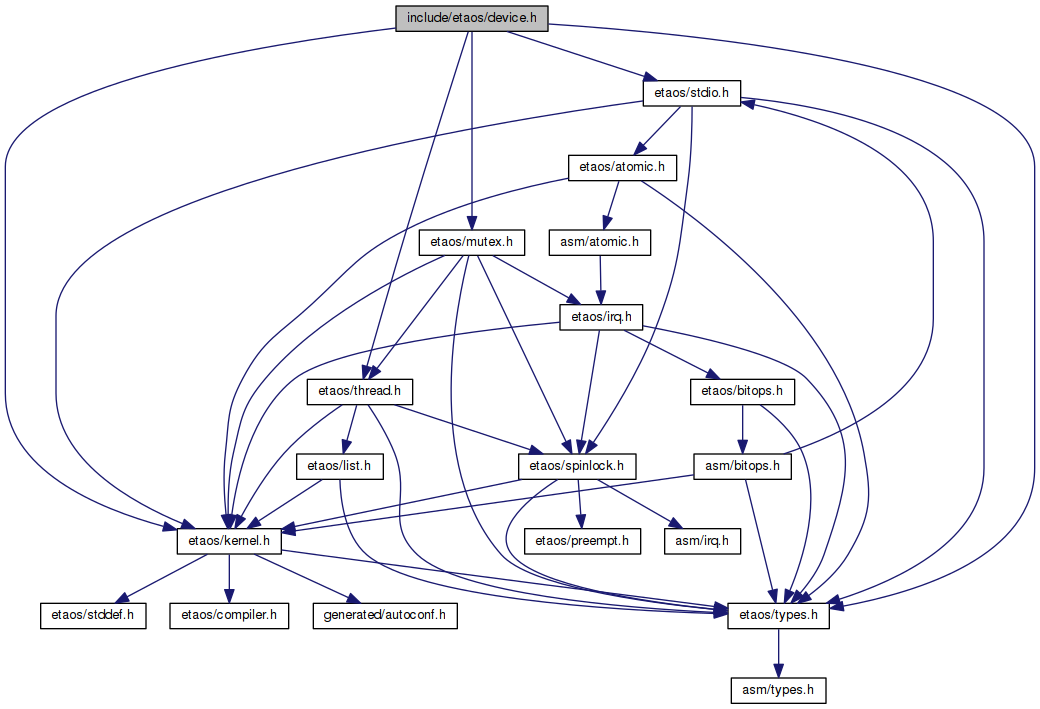 include/etaos/device.h
etaos/stdio.h
etaos/atomic.h
etaos/mutex.h
asm/atomic.h
etaos/irq.h
etaos/thread.h
etaos/bitops.h
etaos/list.h
etaos/spinlock.h
asm/bitops.h
etaos/kernel.h
etaos/preempt.h
asm/irq.h
etaos/stddef.h
etaos/compiler.h
generated/autoconf.h
etaos/types.h
asm/types.h